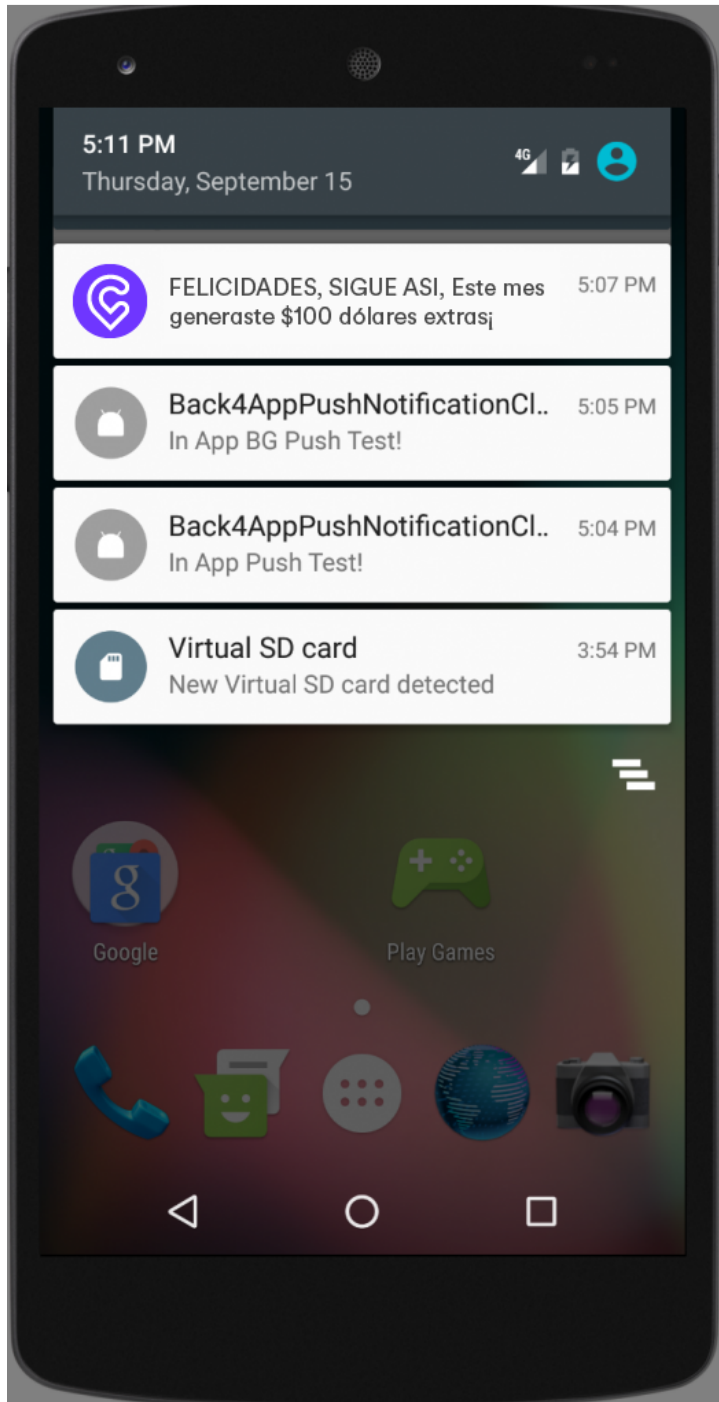 5:11 PM
4G
Thursday, September 15
FELICIDADES, SIGUE ASI, Este mes
5:07 PM
generaste $100 dólares extras¡
Back4AppPushNotificationCl..
5:05 PM
In App BG Push Test!
Back4AppPushNotificationCl..
5:04 PM
In App Push Test!
Virtual SD card
3:54 PM
New Virtual SD card detected
g
Google
Play Games